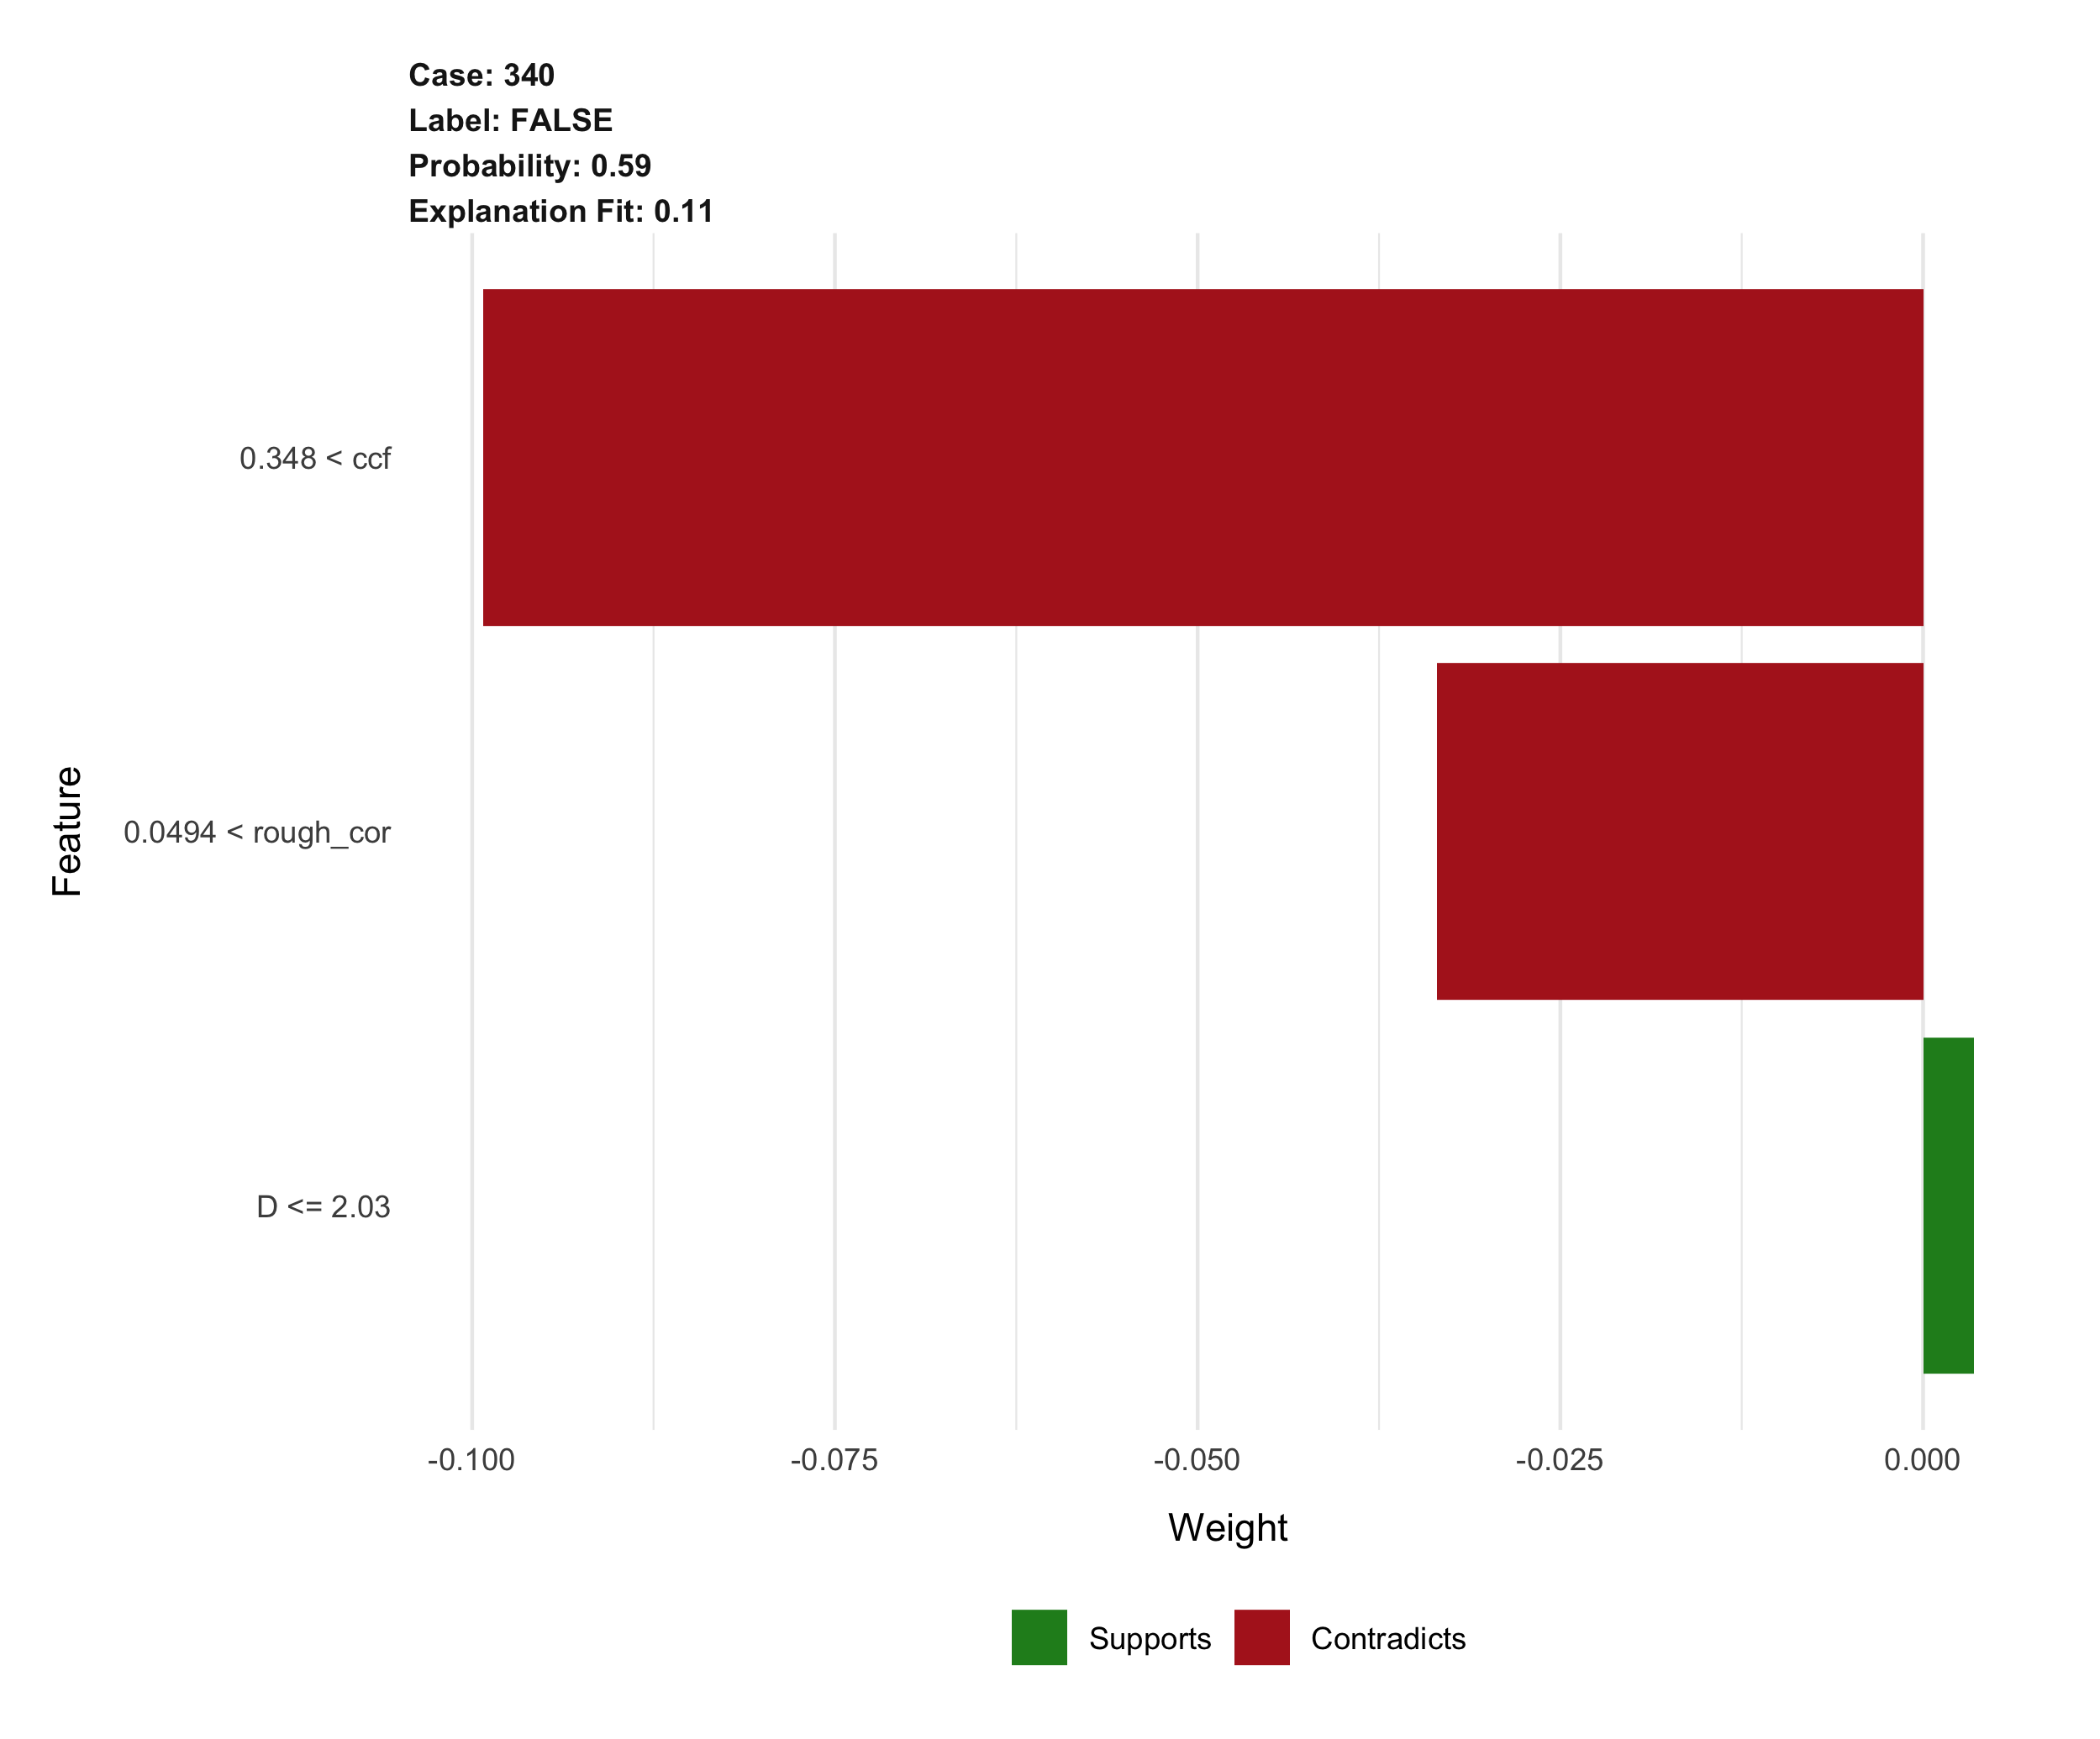 Case: 340
Label: FALSE
Probability: 0.59
Explanation Fit: 0.11
Feature
0.348 < ccf
0.0494 < rough_cor
D <= 2.03
-0.100 -0.075 -0.050 -0.025 0.000
Weight
Supports Contradicts